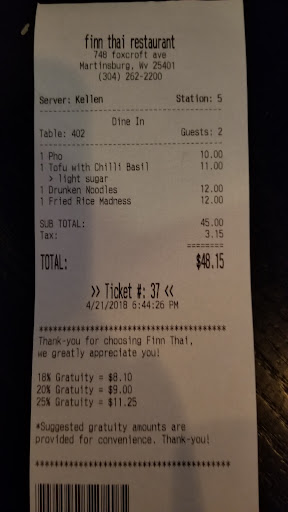 finn thai restaurant
748 foxcroft ave
Martinsburg, Wv 25401
(304) 262-2200
Server: Kellen Station: 5
Dine In
Table: 402 Guests: 2
1 Pho 10.00
1 Tofu with Chilli Basil 11.00
> light sugar
1 Drunken Noodles 12.00
1 Fried Rice Madness 12.00
SUB TOTAL: 45.00
Tax: 3.15
========
TOTAL: $48.15
>> Ticket #: 37 <<
4/21/2018 6:44:26 PM
****************************************
Thank-you for choosing Finn Thai,
we greatly appreciate you!
18% Gratuity = $8.10
20% Gratuity = $9.00
25% Gratuity = $11.25
*Suggested gratuity amounts are
provided for convenience. Thank-you!
****************************************